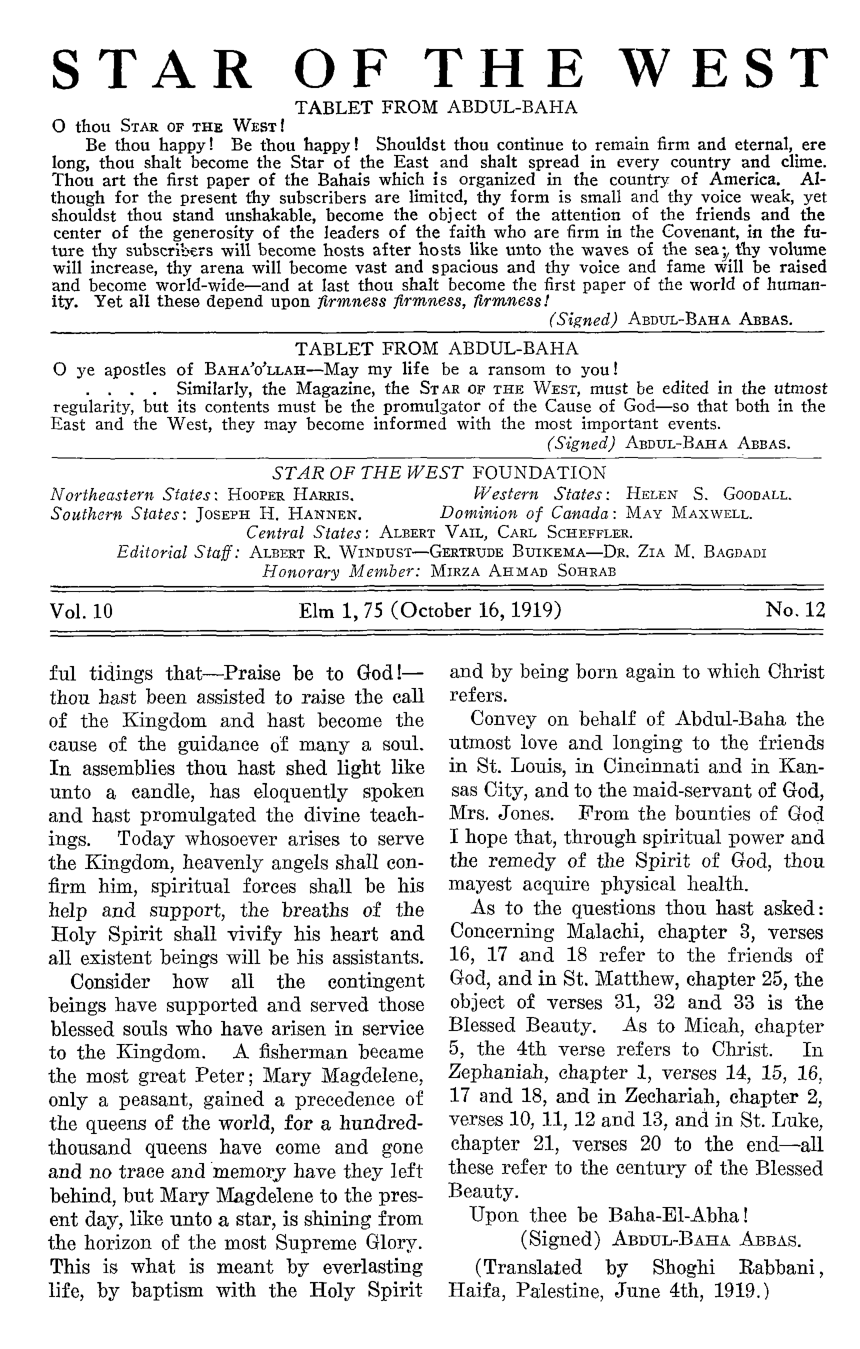 STAR OF THE WEST
TABLET FROM ABDUL-BAHA
O thou STAR OF THE WEST!
Be thou happy! Be thou happy! Shouldst thou continue to remain firm and eternal, ere
long, thou shalt become the Star of the East and shalt spread in every country and clime.
Thou art the first paper of the Bahais which is organized in the country of America. Al-
though for the present thy subscribers are limited, thy form is small and thy voice weak, yet
shouldst thou stand unshakable, become the object of the attention of the friends and the
center of the generosity of the leaders of the faith who are firm in the Covenant, in the fu-
ture thy subscribers will become hosts after hosts like unto the waves of the sea; thy volume
will increase, thy arena will become vast and spacious and thy voice and fame will be raised
and become world-wide—and at last thou shalt become the first paper of the world of human-
ity. Yet all these depend upon firmness firmness, firmness!
(Signed) ABDUL-BAHA ABBAS.
TABLET FROM ABDUL-BAHA
O ye apostles of BAHA'O'LLAH—May my life be a ransom to you!
. . . . Similarly, the Magazine, the STAR OF THE WEST, must be edited in the utmost
regularity, but its contents must be the promulgator of the Cause of God—so that both in the
East and the West, they may become informed with the most important events.
(Signed) ABDUL-BAHA ABBAS.
STAR OF THE WEST FOUNDATION
Northeastern States: HOOPER HARRIS. Western States: HELEN S. GOODALL.
Southern States: JOSEPH H. HANNEN. Dominion of Canada: MAY MAXWELL.
Central States: ALBERT VAIL, CARL SCHEFFLER.
Editorial Staff: ALBERT R. WINDUST—GERTRUDE BUIKEMA—DR. ZIA M. BAGDADI
Honorary Member: MIRZA AHMAD SOHRAB
Vol. 10 Elm 1, 75 (October 16, 1919) No. 12
ful tidings that—Praise be to God!—
thou hast been assisted to raise the call
of the Kingdom and hast become the
cause of the guidance of many a soul.
In assemblies thou hast shed light like
unto a candle, has eloquently spoken
and hast promulgated the divine teach-
ings. Today whosoever arises to serve
the Kingdom, heavenly angels shall con-
firm him, spiritual forces shall be his
help and support, the breaths of the
Holy Spirit shall vivify his heart and
all existent beings will be his assistants.
Consider how all the contingent
beings have supported and served those
blessed souls who have arisen in service
to the Kingdom. A fisherman became
the most great Peter; Mary Magdelene,
only a peasant, gained a precedence of
the queens of the world, for a hundred-
thousand queens have come and gone
and no trace and memory have they left
behind, but Mary Magdelene to the pres-
ent day, like unto a star, is shining from
the horizon of the most Supreme Glory.
This is what is meant by everlasting
life, by baptism with the Holy Spirit
and by being born again to which Christ
refers.
Convey on behalf of Abdul-Baha the
utmost love and longing to the friends
in St. Louis, in Cincinnati and in Kan-
sas City, and to the maid-servant of God,
Mrs. Jones. From the bounties of God
I hope that, through spiritual power and
the remedy of the Spirit of God, thou
mayest acquire physical health.
As to the questions thou hast asked:
Concerning Malachi, chapter 3, verses
16, 17 and 18 refer to the friends of
God, and in St. Matthew, chapter 25, the
object of verses 31, 32 and 33 is the
Blessed Beauty. As to Micah, chapter
5, the 4th verse refers to Christ. In
Zephaniah, chapter 1, verses 14, 15, 16,
17 and 18, and in Zechariah, chapter 2,
verses 10, 11, 12 and 13, and in St. Luke,
chapter 21, verses 20 to the end—all
these refer to the century of the Blessed
Beauty.
Upon thee be Baha-El-Abha!
(Signed) ABDUL-BAHA ABBAS.
(Translated by Shoghi Rabbani,
Haifa, Palestine, June 4th, 1919.)